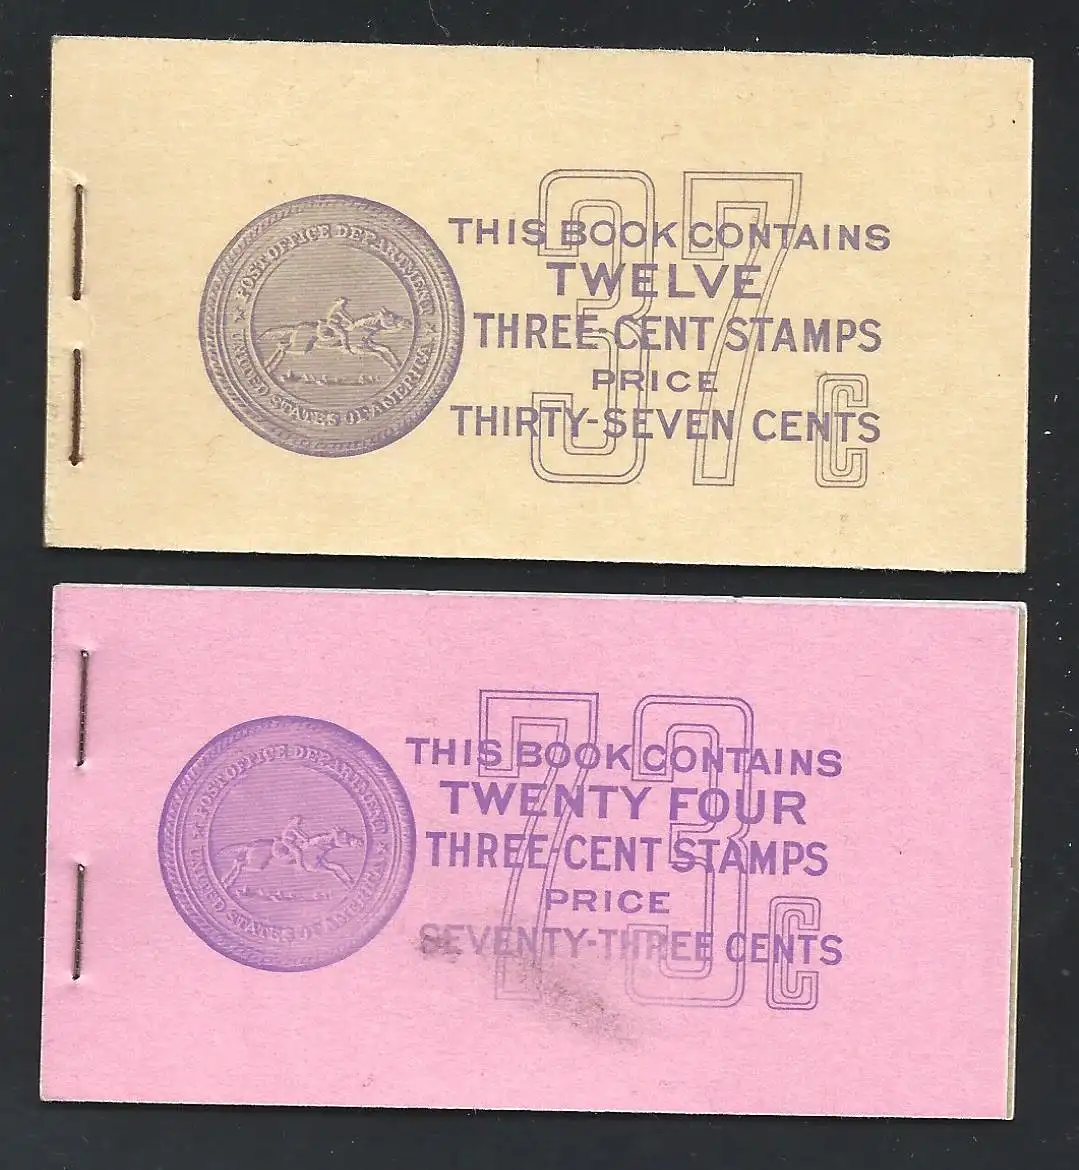 POST OFFICE DEPARTMENT
UNITED STATES OF AMERICA
37c
THIS BOOK CONTAINS
TWELVE
THREE-CENT STAMPS
PRICE
THIRTY-SEVEN CENTS
POST OFFICE DEPARTMENT
UNITED STATES OF AMERICA
73c
THIS BOOK CONTAINS
TWENTY FOUR
THREE-CENT STAMPS
PRICE
SEVENTY-THREE CENTS